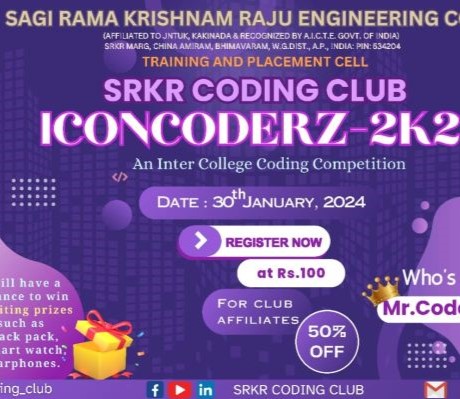 SAGI RAMA KRISHNAM RAJU ENGINEERING CO
(AFFILIATED TO JNTUK, KAKINADA & RECOGNIZED BY A.I.C.T.E. GOVT. OF INDIA)
SRKR MARG, CHINA AMIRAM, BHIMAVARAM, W.G.DIST., A.P., INDIA: PIN: 534204
TRAINING AND PLACEMENT CELL
SRKR CODING CLUB
ICONCODERZ-2K2
An Inter College Coding Competition
</>
DATE : 30th JANUARY, 2024
REGISTER NOW
at Rs.100
FOR CLUB
AFFILIATES
50%
OFF
Who's
Mr.Code
ill have a
ance to win
iting prizes
such as
ack pack,
art watch,
arphones.
ing_club
SRKR CODING CLUB